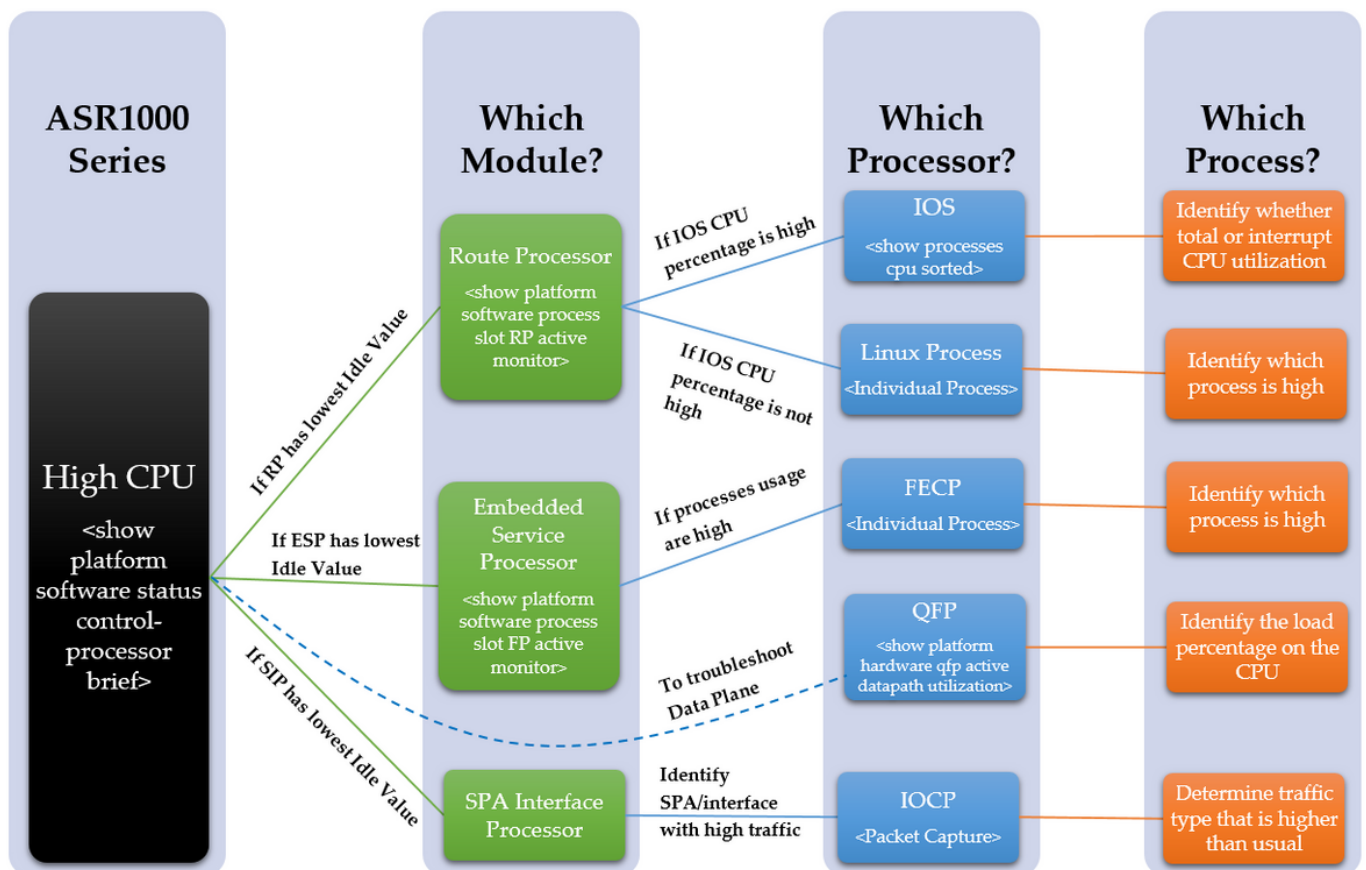 ASR1000
Series
High CPU
<show
platform
software status
control-
processor
brief>
If RP has lowest Idle Value
If ESP has lowest
Idle Value
If SIP has lowest Idle Value
Which
Module?
Route Processor
<show platform
software process
slot RP active
monitor>
Embedded
Service
Processor
<show platform
software process
slot FP active
monitor>
SPA Interface
Processor
If IOS CPU
percentage is high
If IOS CPU
percentage is not
high
If processes usage
are high
To troubleshoot
Data Plane
Identify
SPA/interface
with high traffic
Which
Processor?
IOS
<show processes
cpu sorted>
Linux Process
<Individual Process>
FECP
<Individual Process>
QFP
<show platform
hardware qfp active
datapath utilization>
IOCP
<Packet Capture>
Which
Process?
Identify whether
total or interrupt
CPU utilization
Identify which
process is high
Identify which
process is high
Identify the load
percentage on the
CPU
Determine traffic
type that is higher
than usual